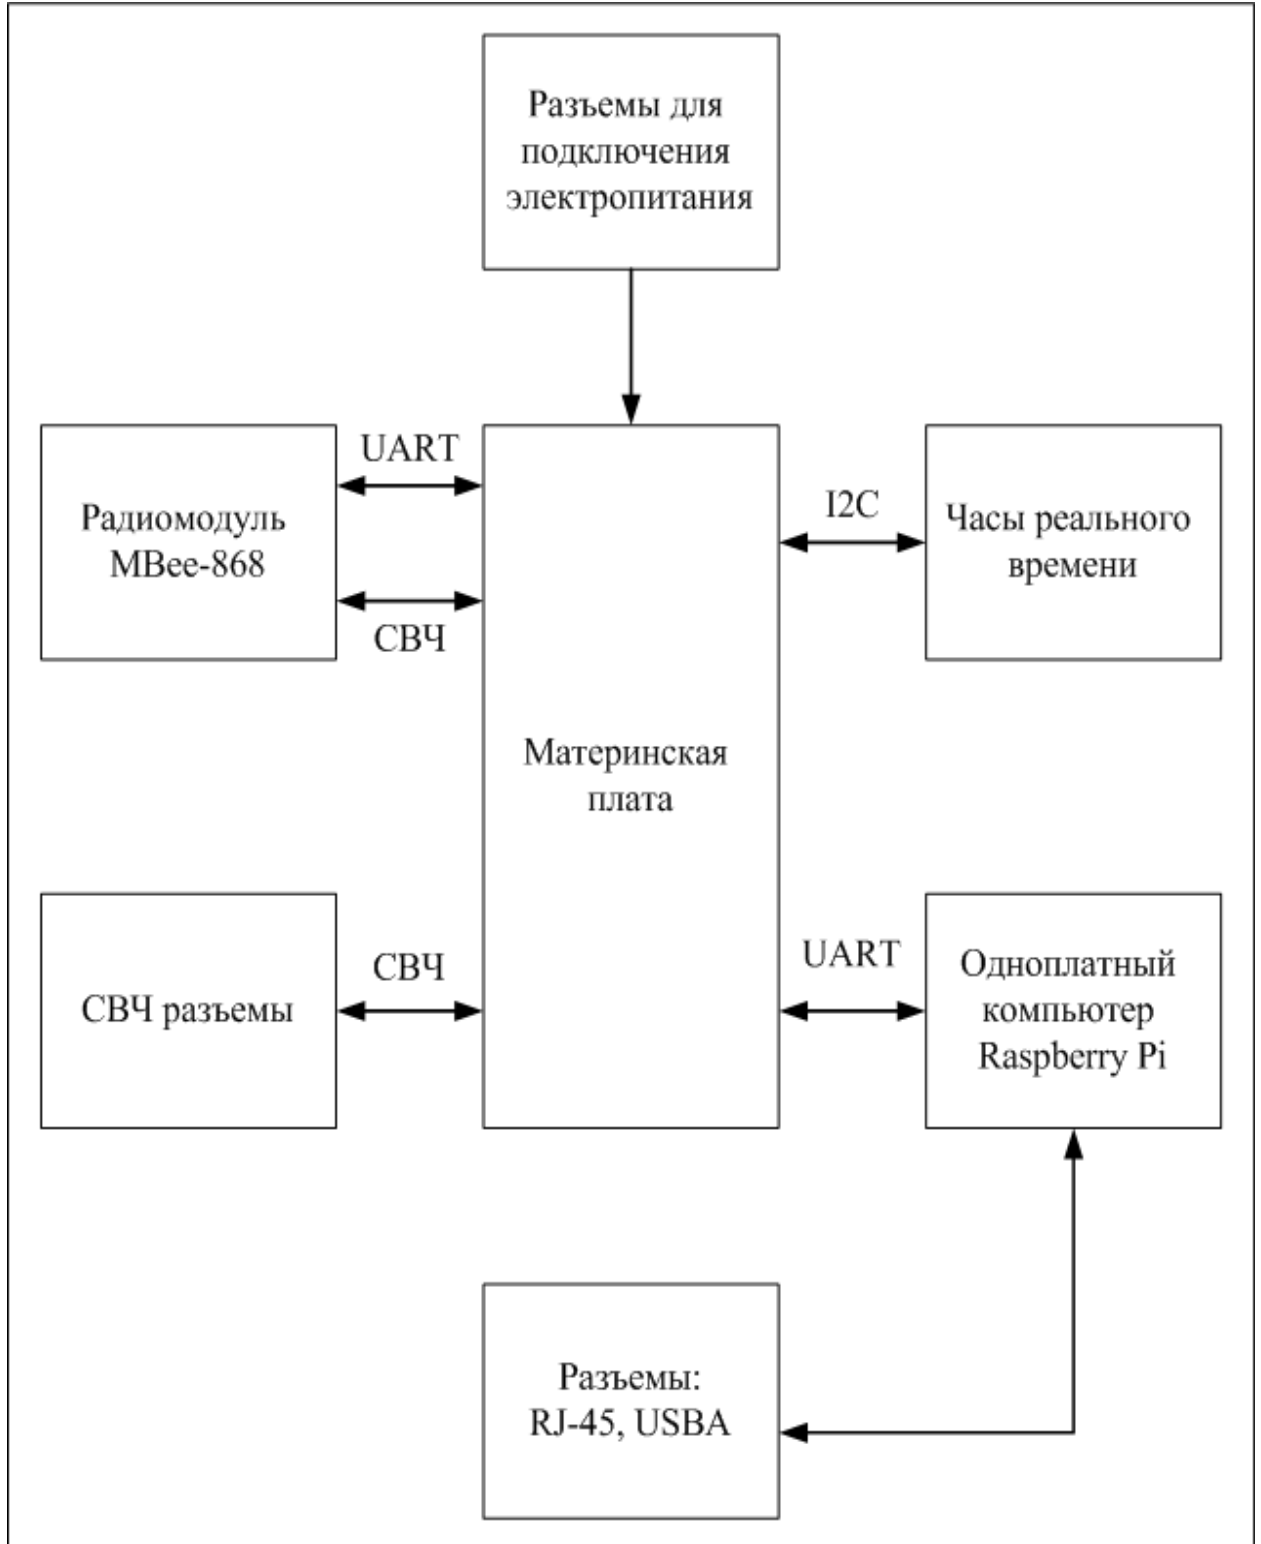 Разъемы для
подключения
электропитания
UART
Радиомодуль
MBee-868
СВЧ
I2C
Часы реального
времени
Материнская
плата
СВЧ
СВЧ разъемы
UART
Одноплатный
компьютер
Raspberry Pi
Разъемы:
RJ-45, USBA